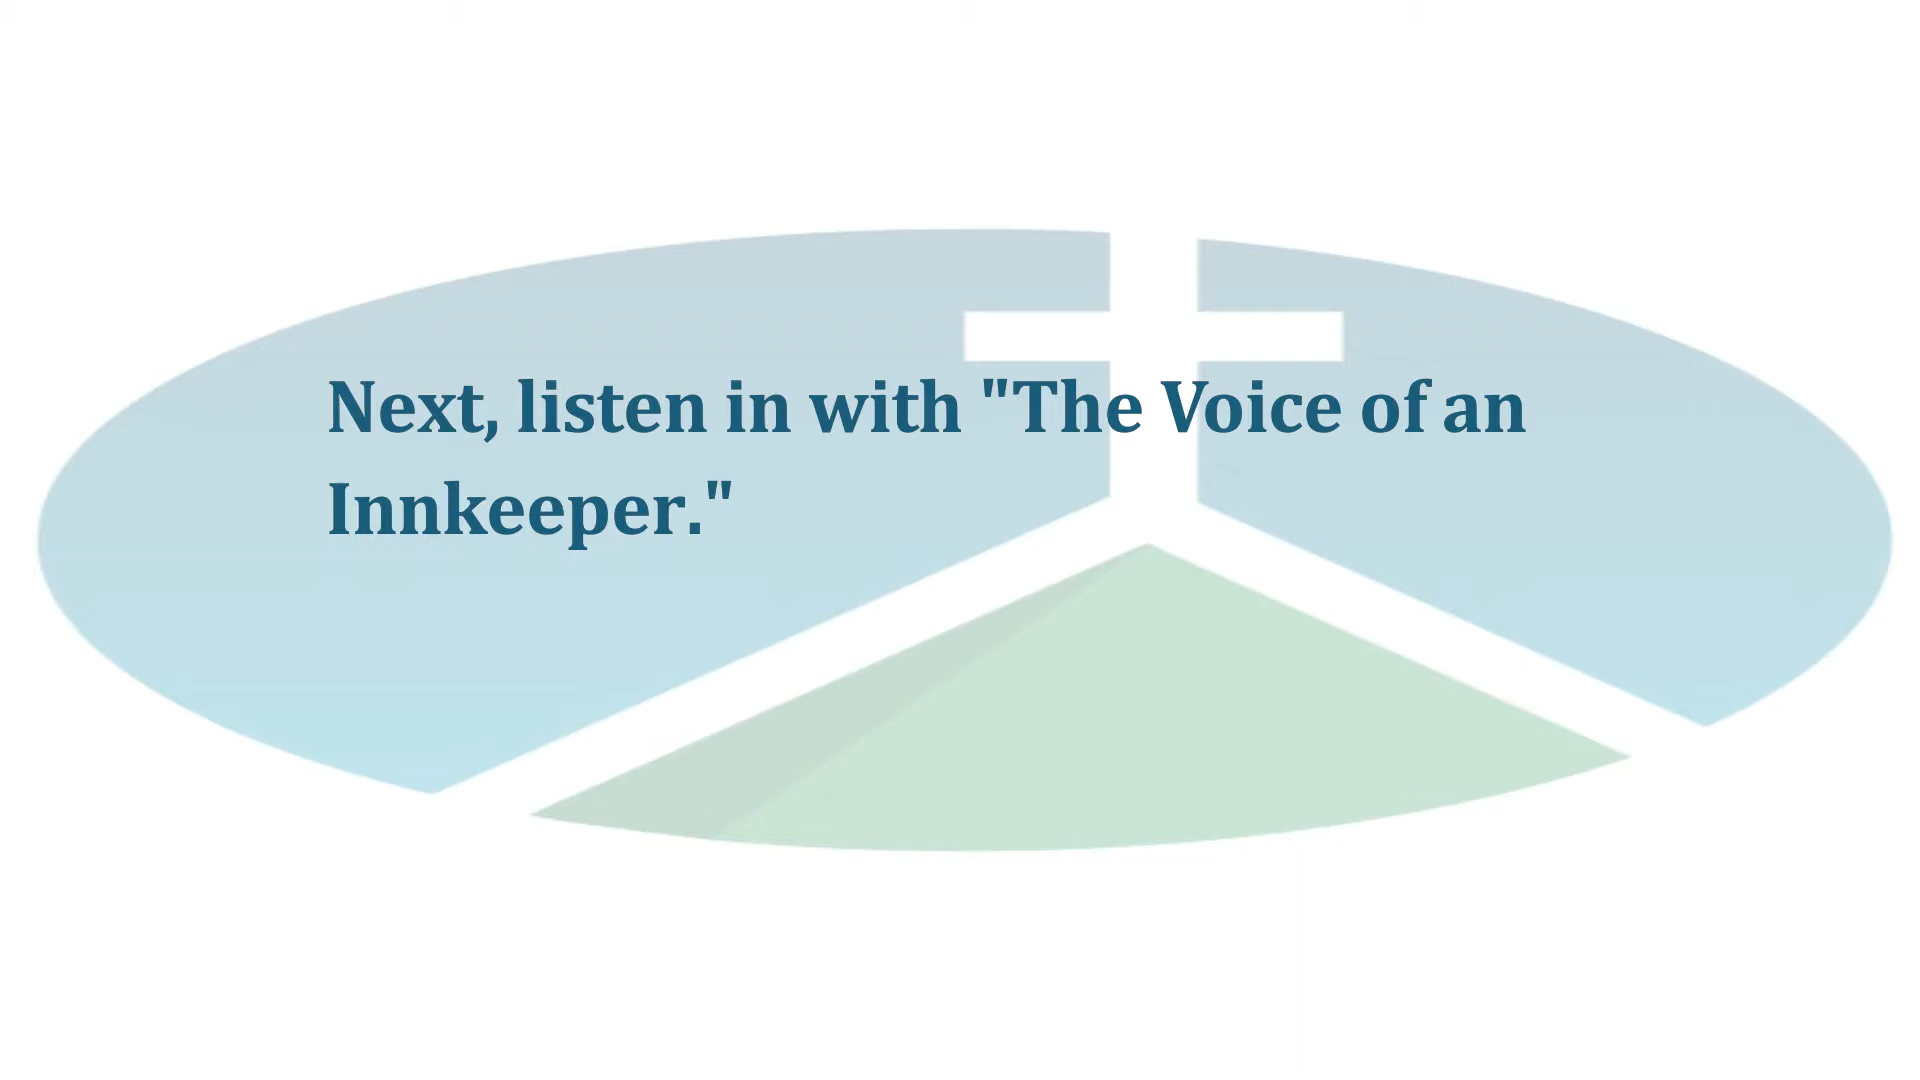 Next, listen in with "The Voice of an
Innkeeper."